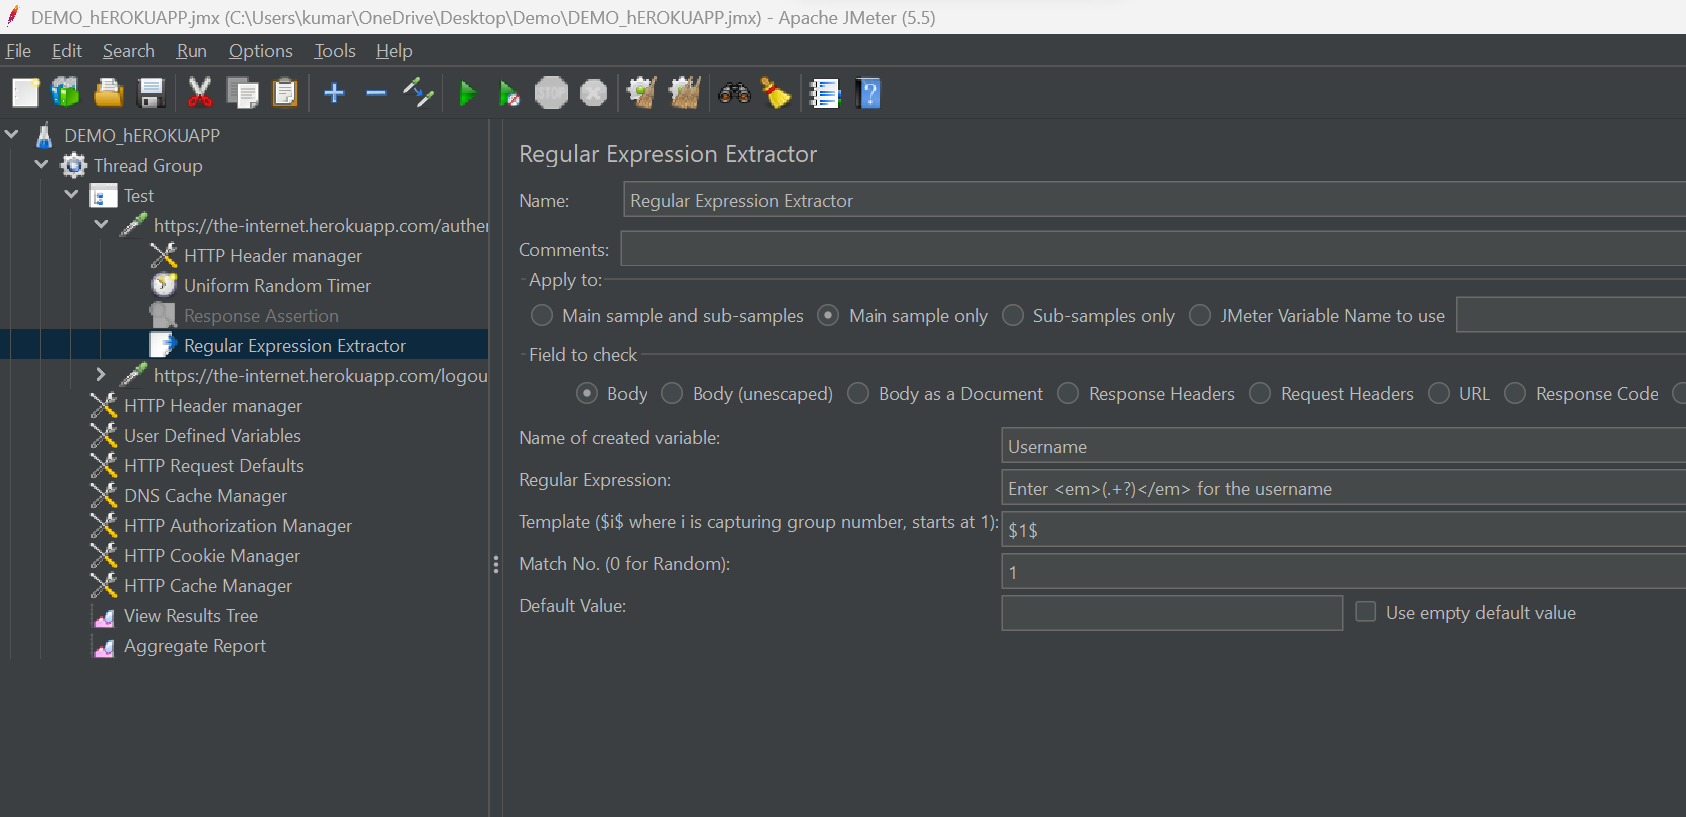 DEMO_hEROKUAPP.jmx (C:\Users\kumar\OneDrive\Desktop\Demo\DEMO_hEROKUAPP.jmx) - Apache JMeter (5.5)
File Edit Search Run Options Tools Help
STOP
DEMO_hEROKUAPP
Thread Group
Test
https://the-internet.herokuapp.com/auther
HTTP Header manager
Uniform Random Timer
Response Assertion
Regular Expression Extractor
https://the-internet.herokuapp.com/logou
HTTP Header manager
User Defined Variables
HTTP Request Defaults
DNS Cache Manager
HTTP Authorization Manager
HTTP Cookie Manager
HTTP Cache Manager
View Results Tree
Aggregate Report
Regular Expression Extractor
Name: Regular Expression Extractor
Comments:
Apply to:
Main sample and sub-samples Main sample only Sub-samples only JMeter Variable Name to use
Field to check
Body Body (unescaped) Body as a Document Response Headers Request Headers URL Response Code
Name of created variable: Username
Regular Expression: Enter <em>(.+?)</em> for the username
Template ($i$ where i is capturing group number, starts at 1): $1$
Match No. (0 for Random): 1
Default Value: Use empty default value